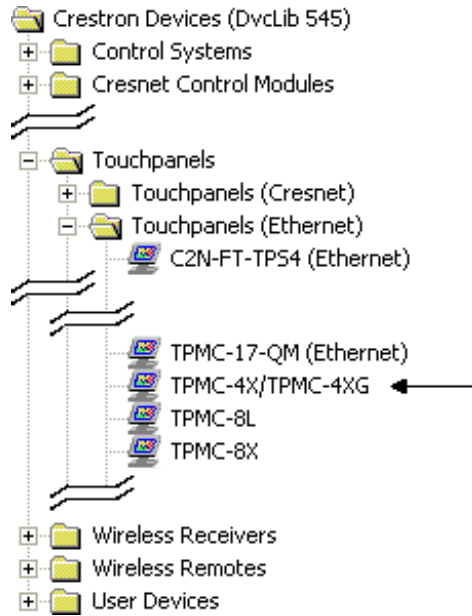 Crestron Devices (DvcLib 545)
Control Systems
Cresnet Control Modules
Touchpanels
Touchpanels (Cresnet)
Touchpanels (Ethernet)
C2N-FT-TPS4 (Ethernet)
TPMC-17-QM (Ethernet)
TPMC-4X/TPMC-4XG
TPMC-8L
TPMC-8X
Wireless Receivers
Wireless Remotes
User Devices